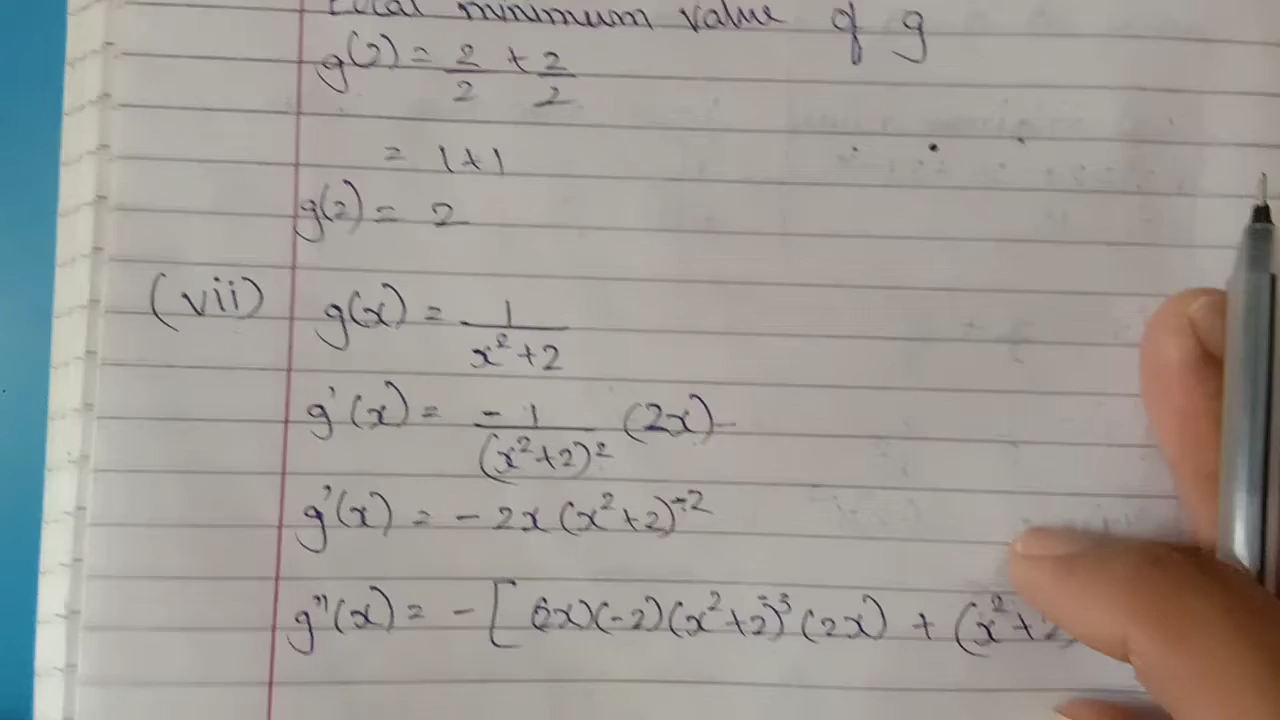 Local minimum value of g
g(2) = 2/2 + 2/2
= 1+1
g(2) = 2
(vii) g(x) = 1/(x²+2)
g'(x) = -1/(x²+2)² (2x)
g'(x) = -2x (x²+2)⁻²
g"(x) = -[(2x)(-2)(x²+2)⁻³(2x) + (x²+